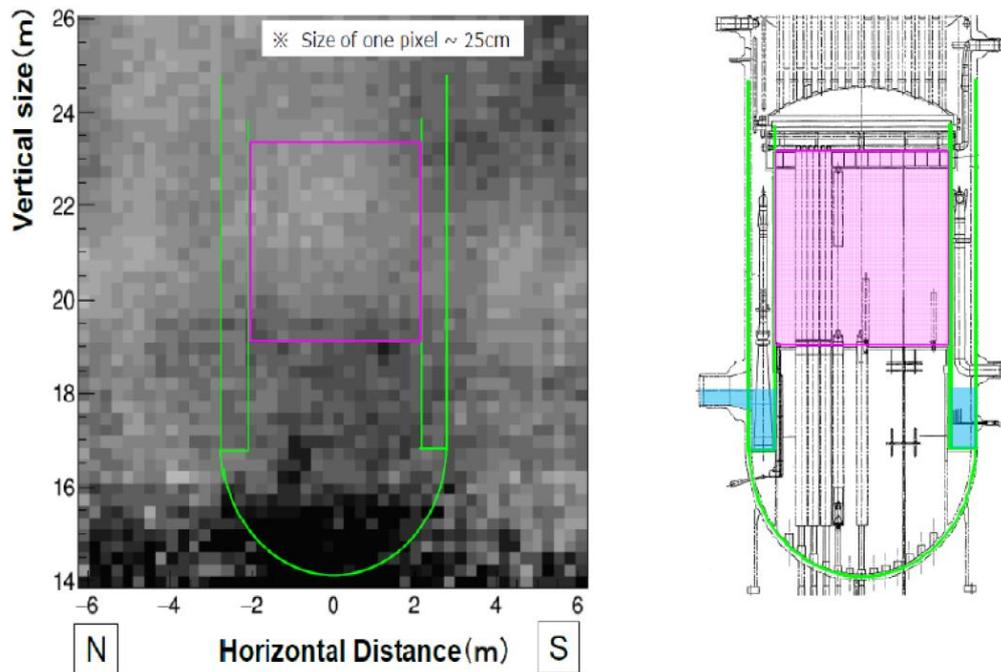 ※ Size of one pixel ~ 25cm
Vertical size(m)
26
24
22
20
18
16
14
−6
−4
−2
0
2
4
6
N
Horizontal Distance(m)
S